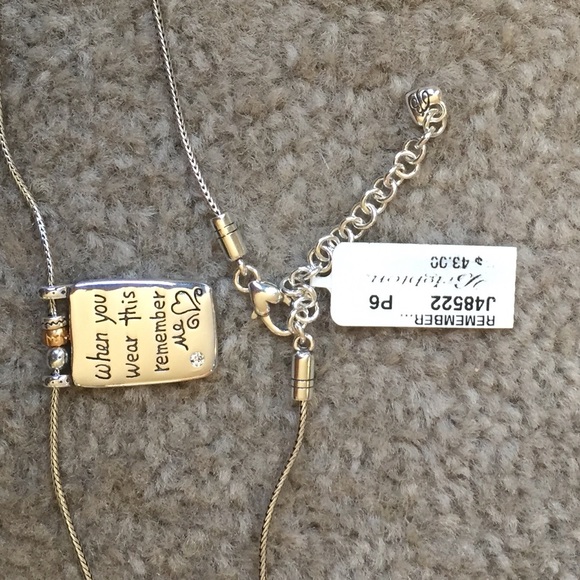 when you
wear this
remember
Me
REMEMBER...
J48522 P6
Brighton
$ 43.00